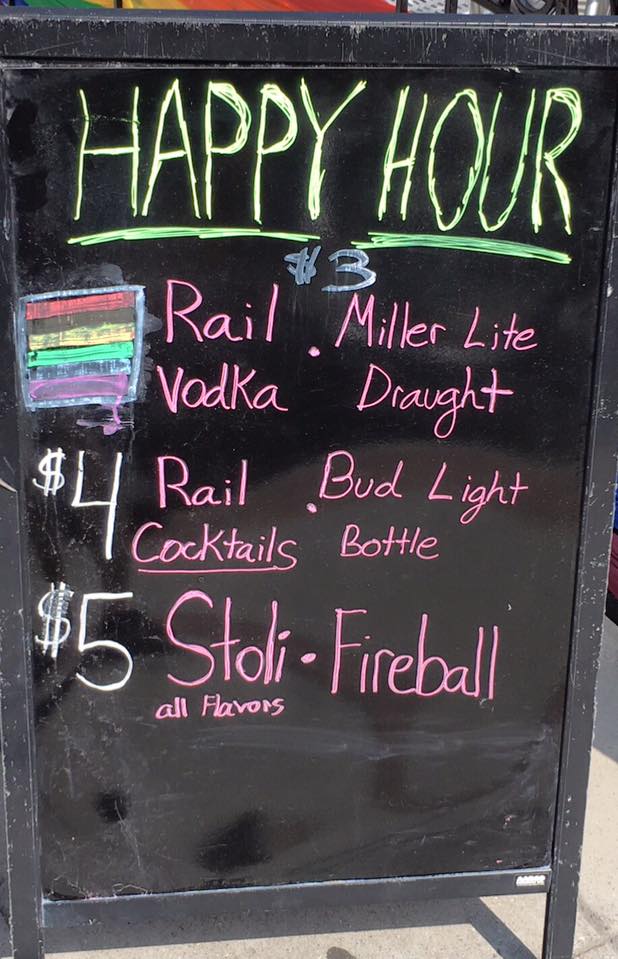 HAPPY HOUR
$3
Rail . Miller Lite
Vodka Draught
$4 Rail . Bud Light
Cocktails Bottle
$5 Stoli · Fireball
all Flavors